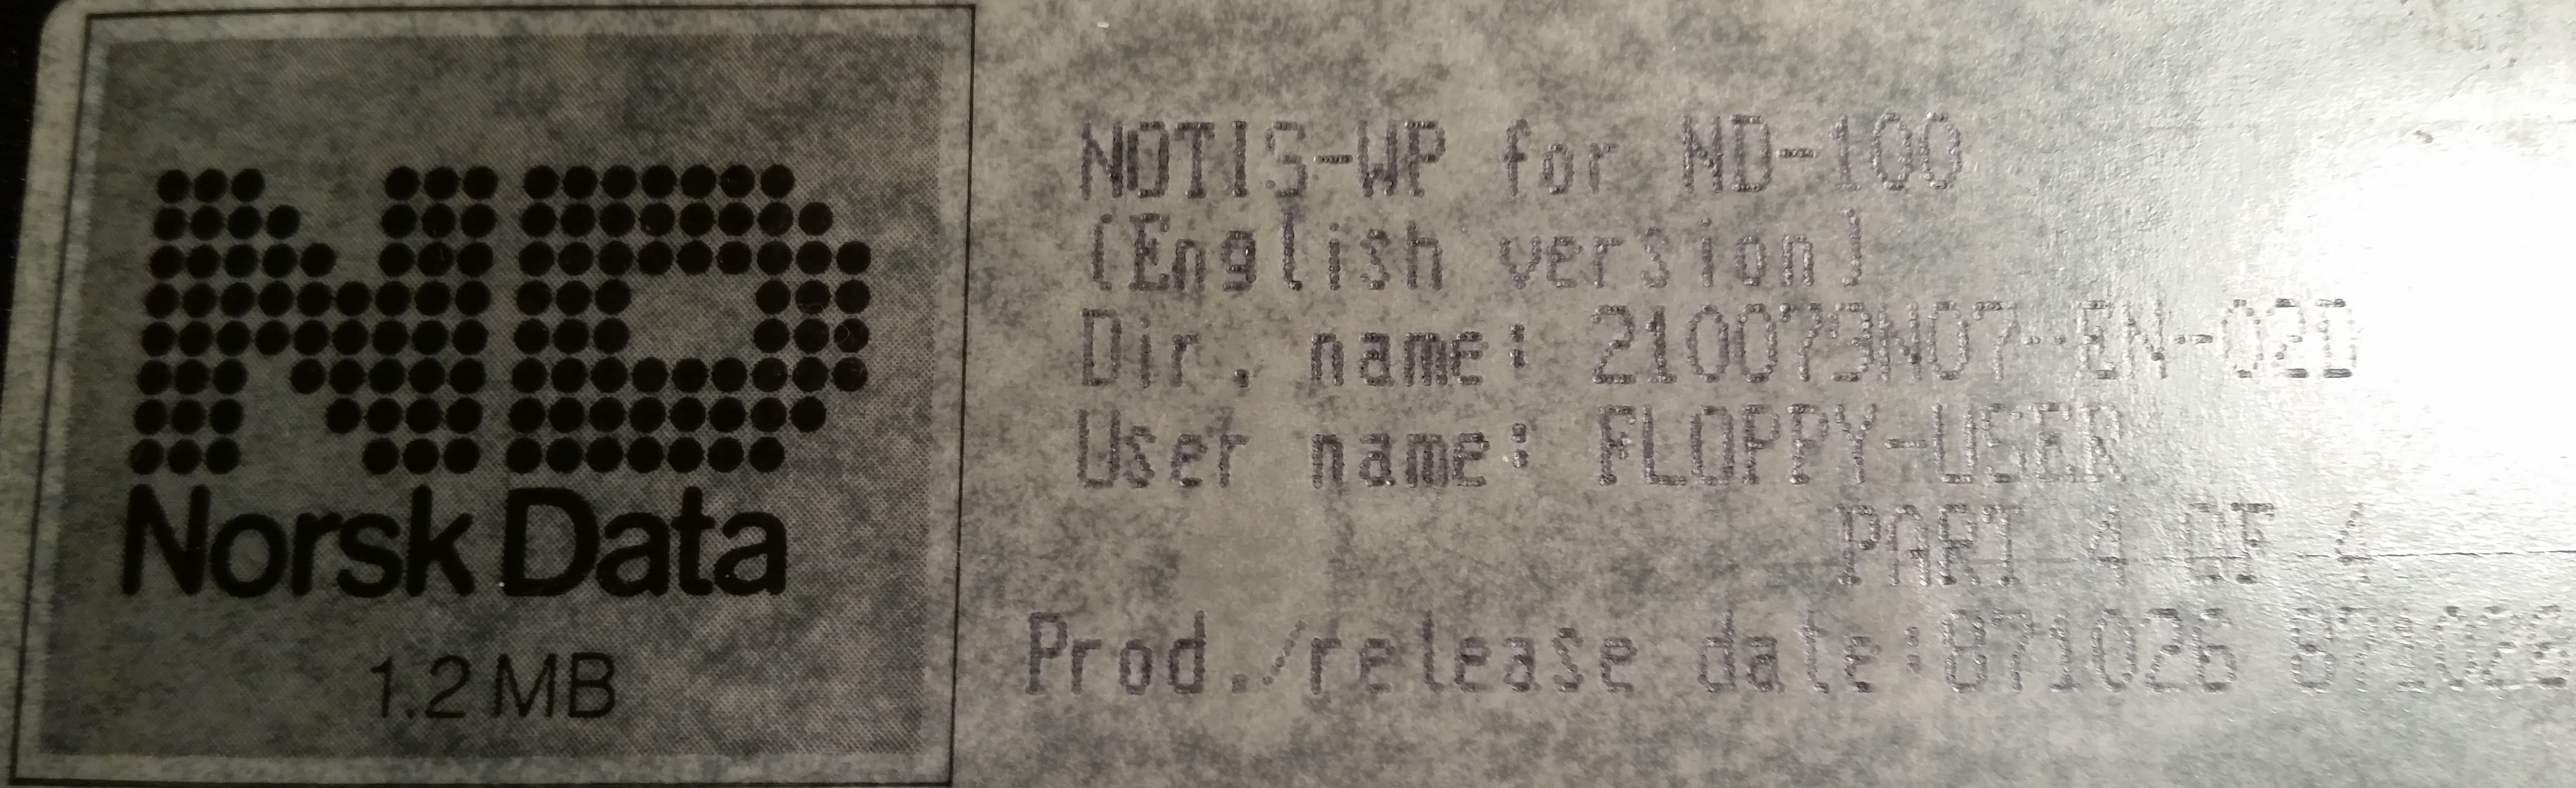 ND
Norsk Data
1.2 MB
NOTIS-WP for ND-100
(English version)
Dir. name: 210079N07-EN-02D
User name: FLOPPY-USER
PART 4 OF 4
Prod./release date:871026